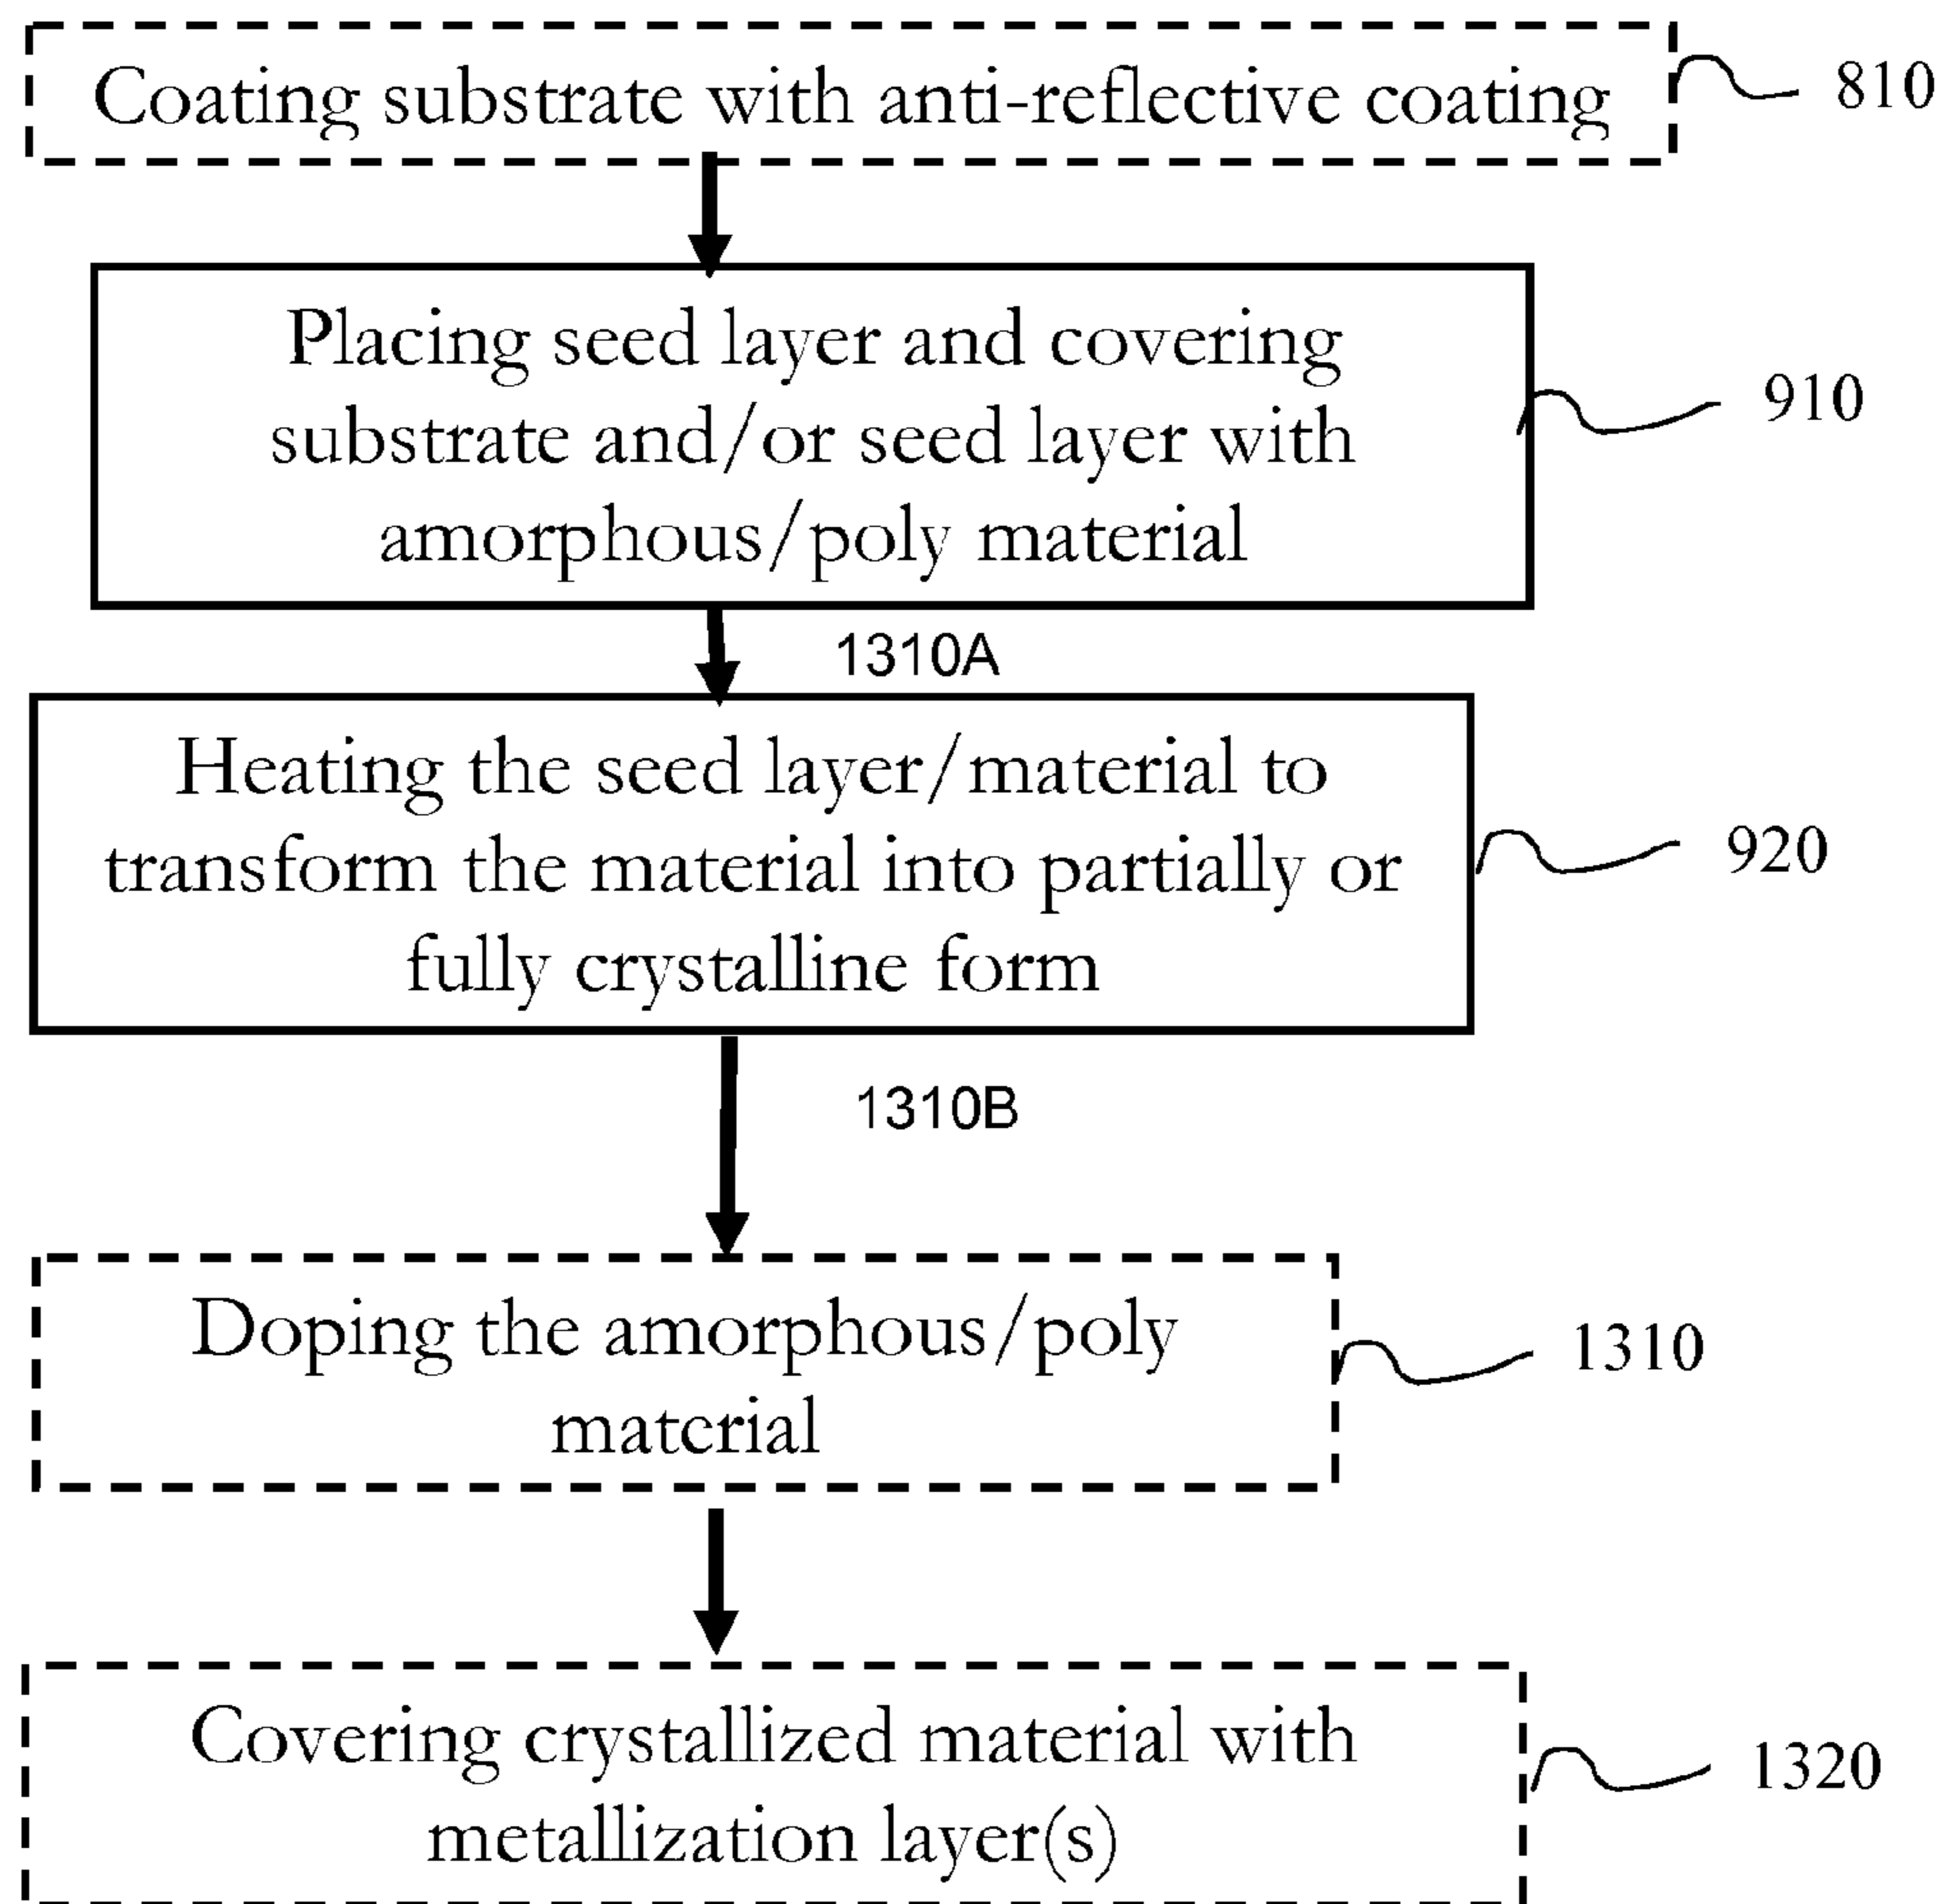 Coating substrate with anti-reflective coating
810
Placing seed layer and covering
substrate and/or seed layer with
amorphous/poly material
910
1310A
Heating the seed layer/material to
transform the material into partially or
fully crystalline form
920
1310B
Doping the amorphous/poly
material
1310
Covering crystallized material with
metallization layer(s)
1320